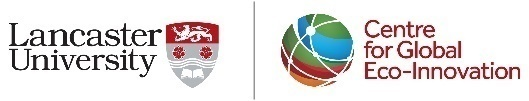 Lancaster
University
Centre
for Global
Eco-Innovation